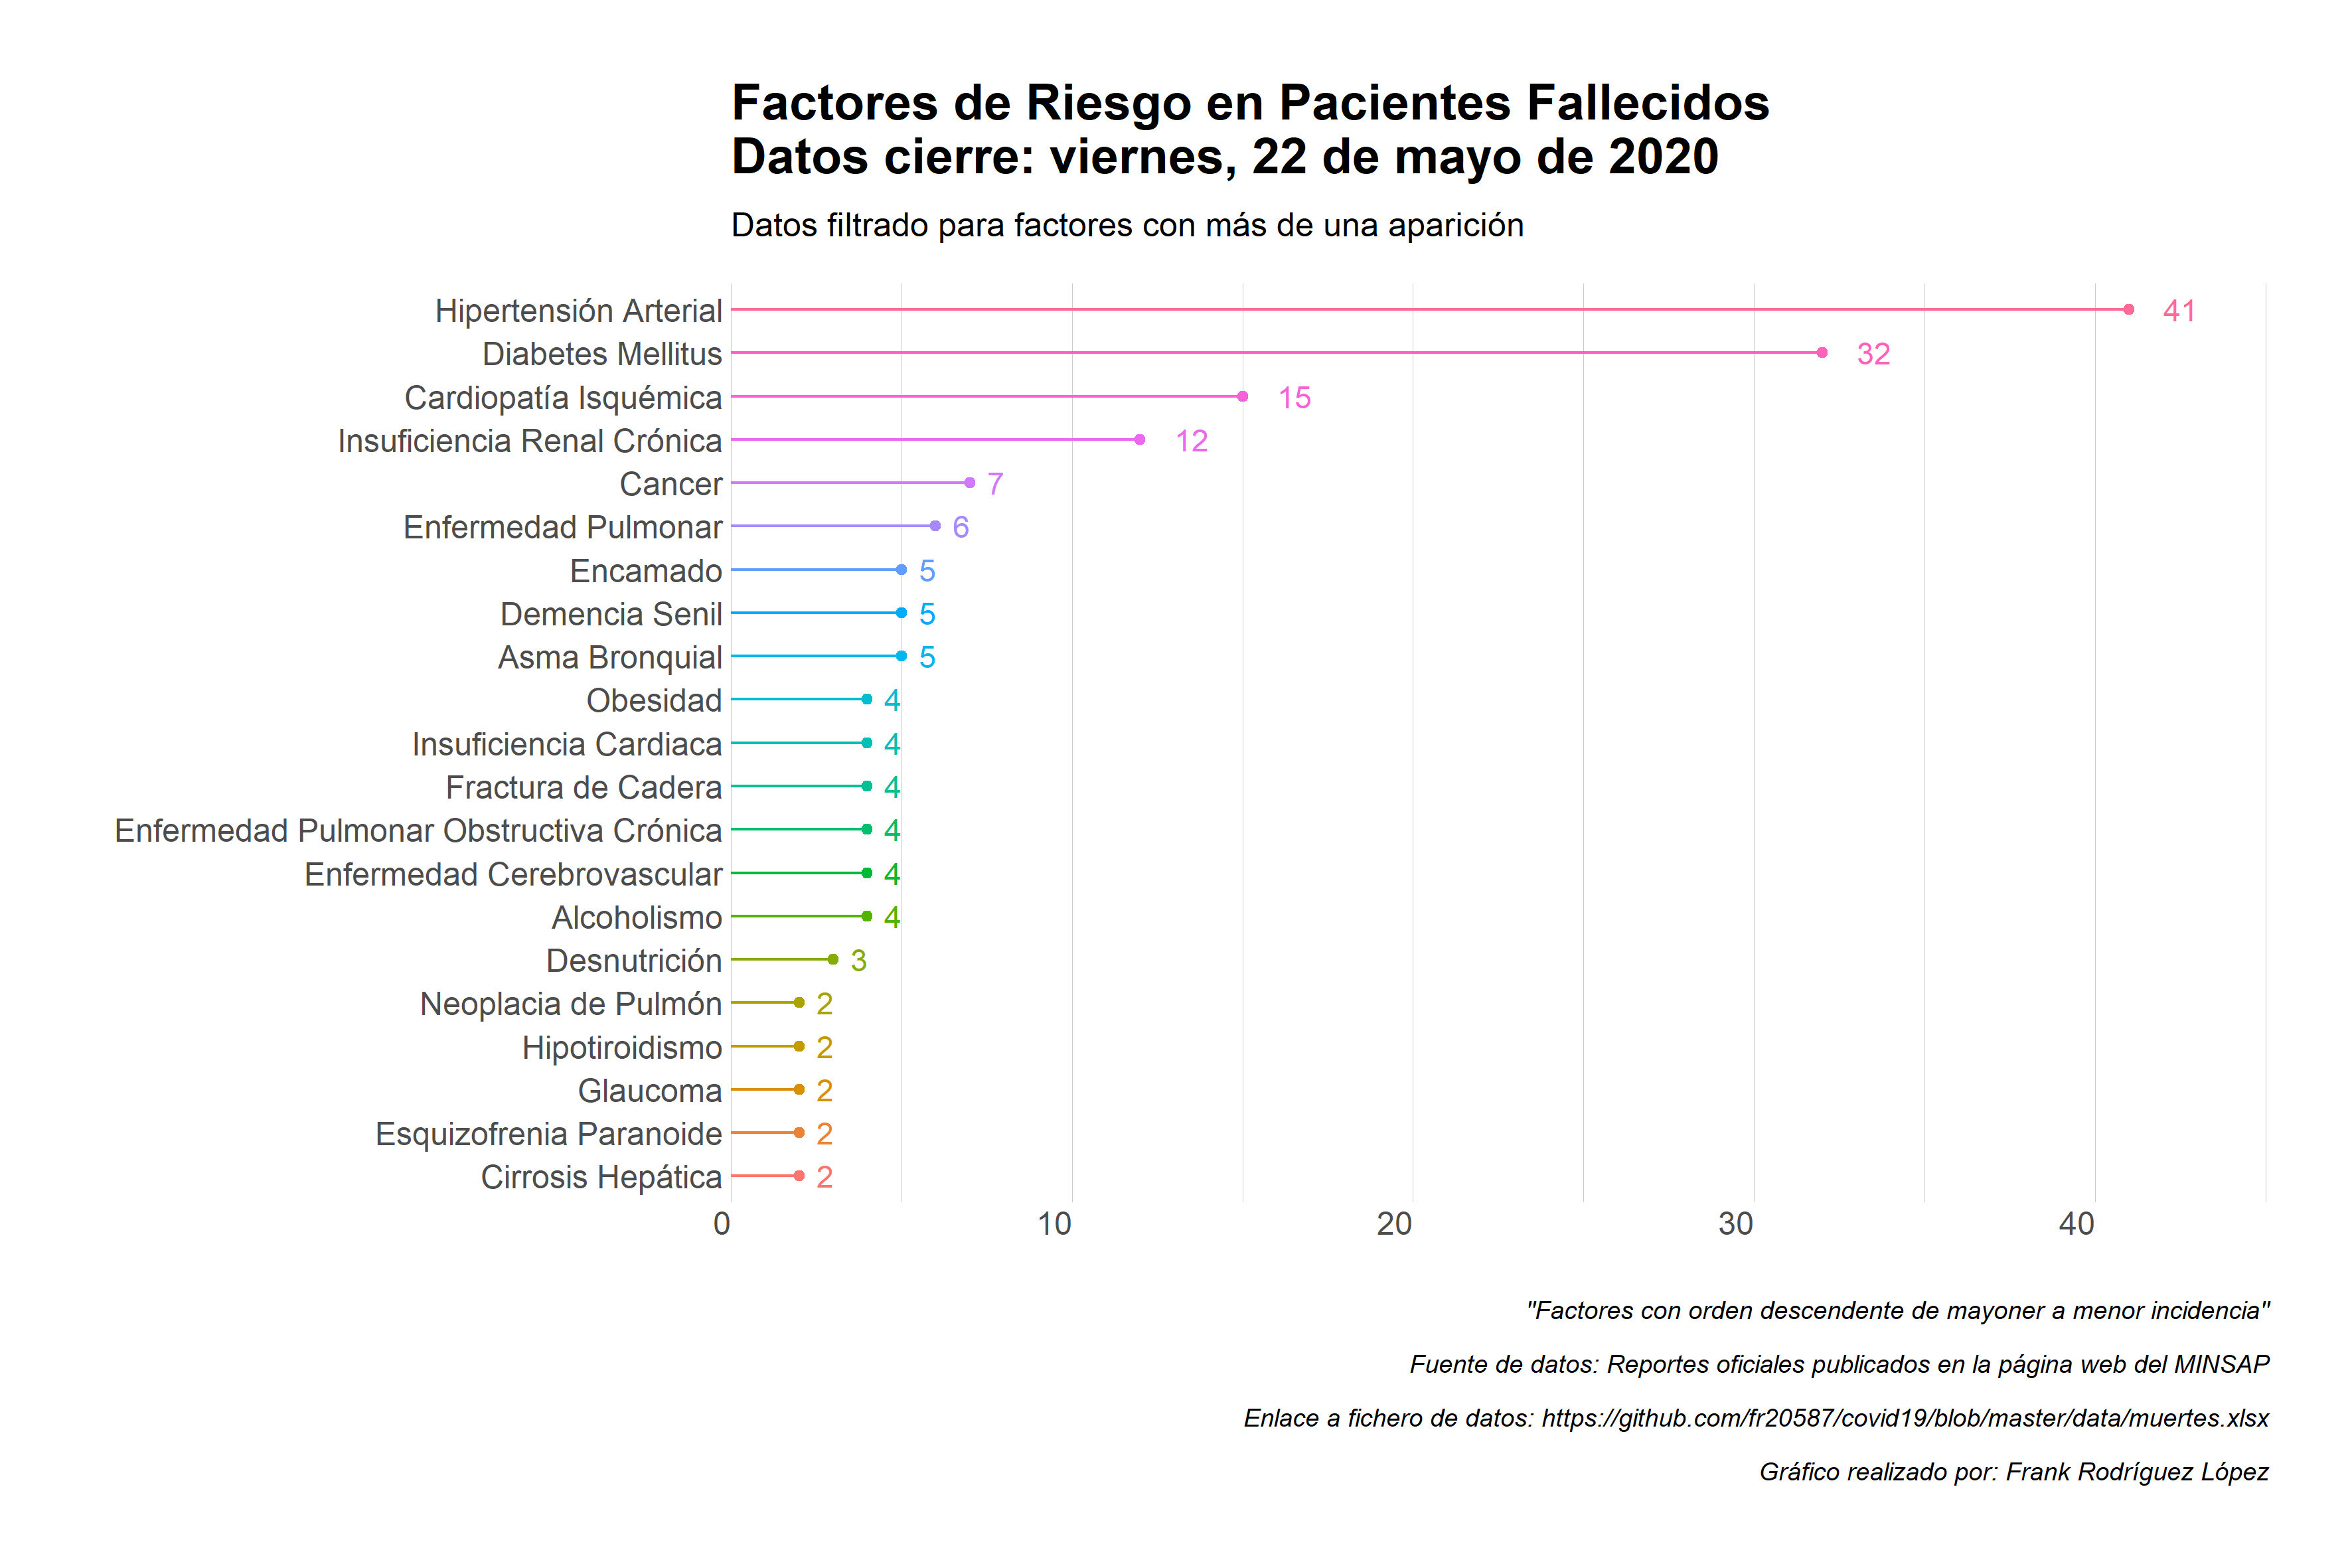 Factores de Riesgo en Pacientes Fallecidos
Datos cierre: viernes, 22 de mayo de 2020
Datos filtrado para factores con más de una aparición
Hipertensión Arterial 41
Diabetes Mellitus 32
Cardiopatía Isquémica 15
Insuficiencia Renal Crónica 12
Cancer 7
Enfermedad Pulmonar 6
Encamado 5
Demencia Senil 5
Asma Bronquial 5
Obesidad 4
Insuficiencia Cardiaca 4
Fractura de Cadera 4
Enfermedad Pulmonar Obstructiva Crónica 4
Enfermedad Cerebrovascular 4
Alcoholismo 4
Desnutrición 3
Neoplacia de Pulmón 2
Hipotiroidismo 2
Glaucoma 2
Esquizofrenia Paranoide 2
Cirrosis Hepática 2
0 10 20 30 40
"Factores con orden descendente de mayoner a menor incidencia"
Fuente de datos: Reportes oficiales publicados en la página web del MINSAP
Enlace a fichero de datos: https://github.com/fr20587/covid19/blob/master/data/muertes.xlsx
Gráfico realizado por: Frank Rodríguez López